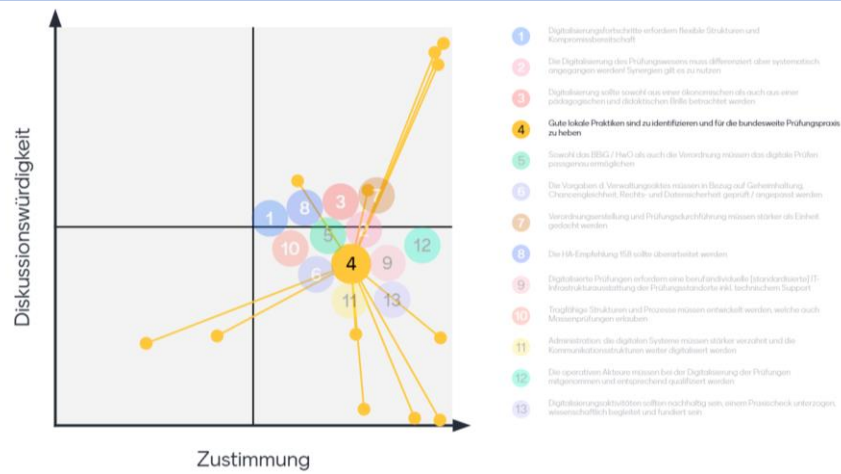 Diskussionswürdigkeit
Zustimmung
1
8
3
7
5
2
10
4
9
12
6
11
13
1 Digitalisierungsfortschritte erfordern flexible Strukturen und
Kompromissbereitschaft
2 Die Digitalisierung des Prüfungswesens muss differenziert aber systematisch
angegangen werden! Synergien gilt es zu nutzen
3 Digitalisierung sollte sowohl aus einer ökonomischen als auch aus einer
pädagogischen und didaktischen Brille betrachtet werden
4 Gute lokale Praktiken sind zu identifizieren und für die bundesweite Prüfungspraxis
zu heben
5 Sowohl das BBiG / HwO als auch die Verordnung müssen das digitale Prüfen
passgenau ermöglichen
6 Die Vorgaben d. Verwaltungsaktes müssen in Bezug auf Geheimhaltung,
Chancengleichheit, Rechts- und Datensicherheit geprüft / angepasst werden
7 Verordnungserstellung und Prüfungsdurchführung müssen stärker als Einheit
gedacht werden
8 Die HA-Empfehlung 158 sollte überarbeitet werden
9 Digitalisierte Prüfungen erfordern eine berufsindividuelle [standardisierte] IT-
Infrastrukturausstattung der Prüfungsstandorte inkl. technischem Support
10 Tragfähige Strukturen und Prozesse müssen entwickelt werden, welche auch
Massenprüfungen erlauben
11 Administration: die digitalen Systeme müssen stärker verzahnt und die
Kommunikationsstrukturen weiter digitalisiert werden
12 Die operativen Akteure müssen bei der Digitalisierung der Prüfungen
mitgenommen und entsprechend qualifiziert werden
13 Digitalisierungsaktivitäten sollten nachhaltig sein, einem Praxischeck unterzogen,
wissenschaftlich begleitet und fundiert sein